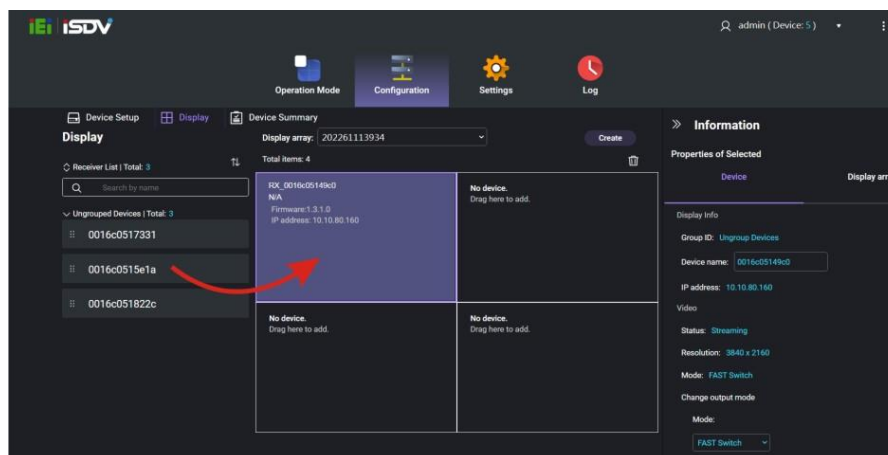 iEi iSDV
admin ( Device: 5 )
Operation Mode
Configuration
Settings
Log
Device Setup
Display
Device Summary
Display
Receiver List | Total: 3
Search by name
Ungrouped Devices | Total: 3
0016c0517331
0016c0515e1a
0016c051822c
Display array: 202261113934
Create
Total items: 4
RX_0016c05149c0
N/A
Firmware:1.3.1.0
IP address: 10.10.80.160
No device.
Drag here to add.
No device.
Drag here to add.
No device.
Drag here to add.
Information
Properties of Selected
Device
Display arr
Display Info
Group ID: Ungroup Devices
Device name: 0016c05149c0
IP address: 10.10.80.160
Video
Status: Streaming
Resolution: 3840 x 2160
Mode: FAST Switch
Change output mode
Mode:
FAST Switch